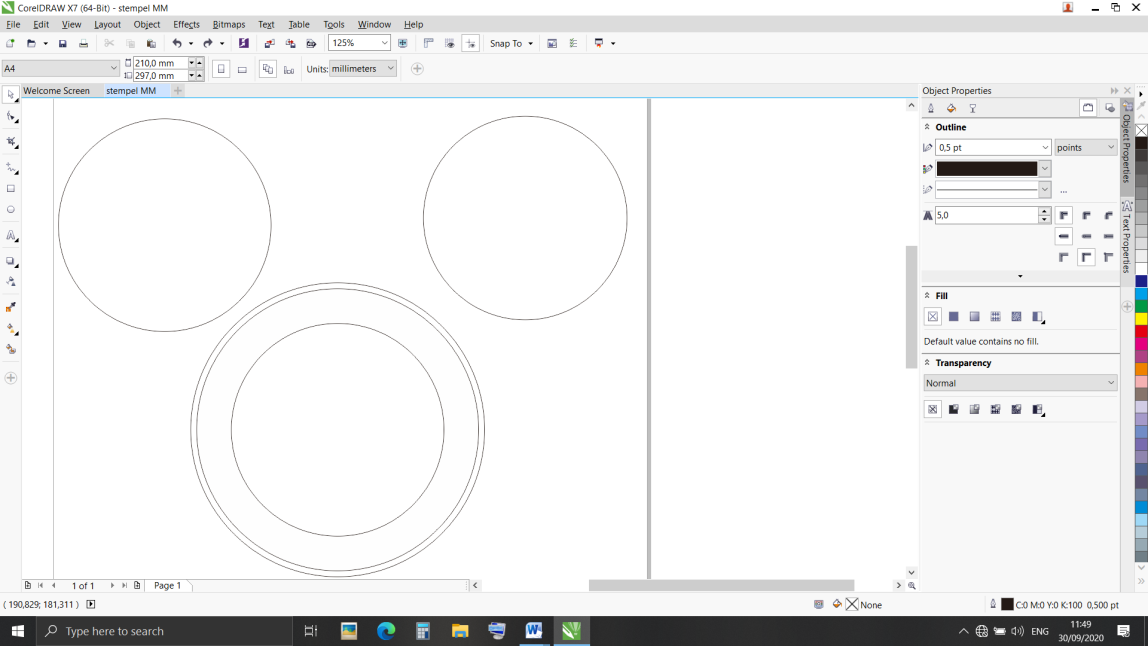 CorelDRAW X7 (64-Bit) - stempel MM
File Edit View Layout Object Effects Bitmaps Text Table Tools Window Help
125% Snap To
A4 210,0 mm Units: millimeters
297,0 mm
Welcome Screen stempel MM
Object Properties
Outline
0,5 pt points
5,0
Fill
Default value contains no fill.
Transparency
Normal
Object Properties
Text Properties
1 of 1 Page 1
( 190,829; 181,311 ) None C:0 M:0 Y:0 K:100 0,500 pt
Type here to search ENG 11:49
30/09/2020